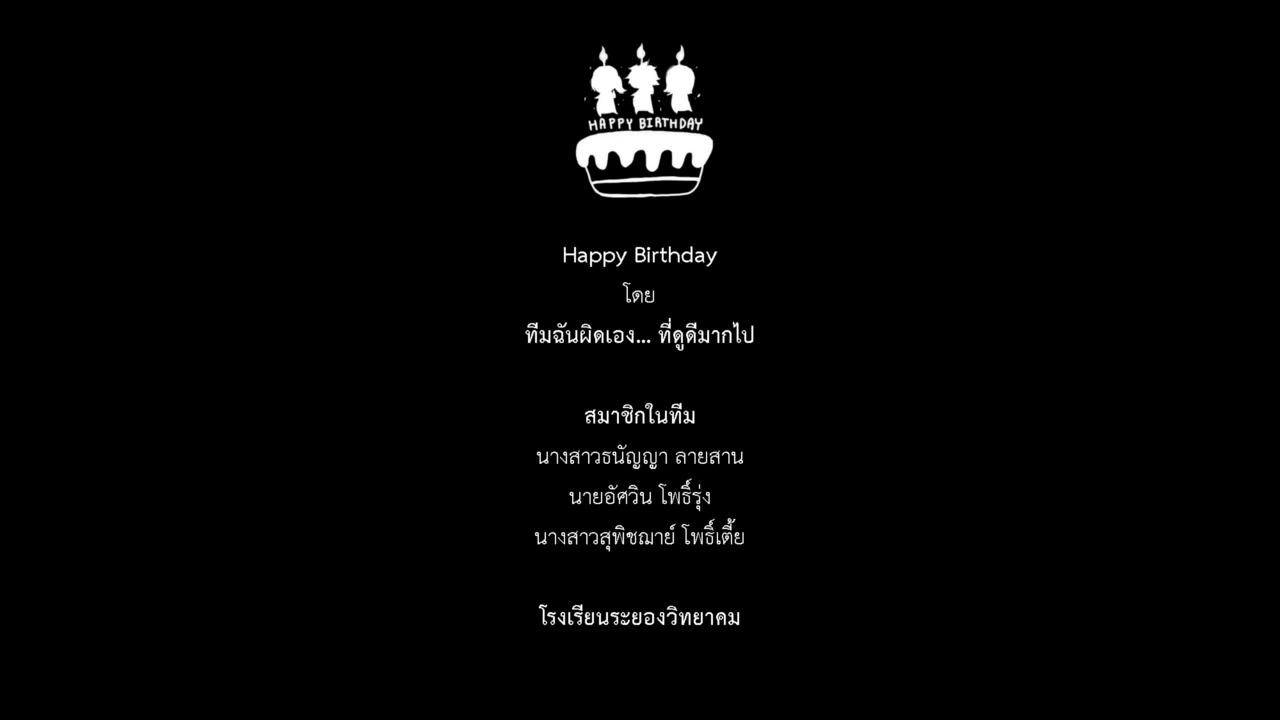 HAPPY BIRTHDAY
Happy Birthday
โดย
ทีมฉันผิดเอง... ที่ดูดีมากไป
สมาชิกในทีม
นางสาวธนัญญา ลายสาน
นายอัศวิน โพธิ์รุ่ง
นางสาวสุพิชฌาย์ โพธิ์เตี้ย
โรงเรียนระยองวิทยาคม